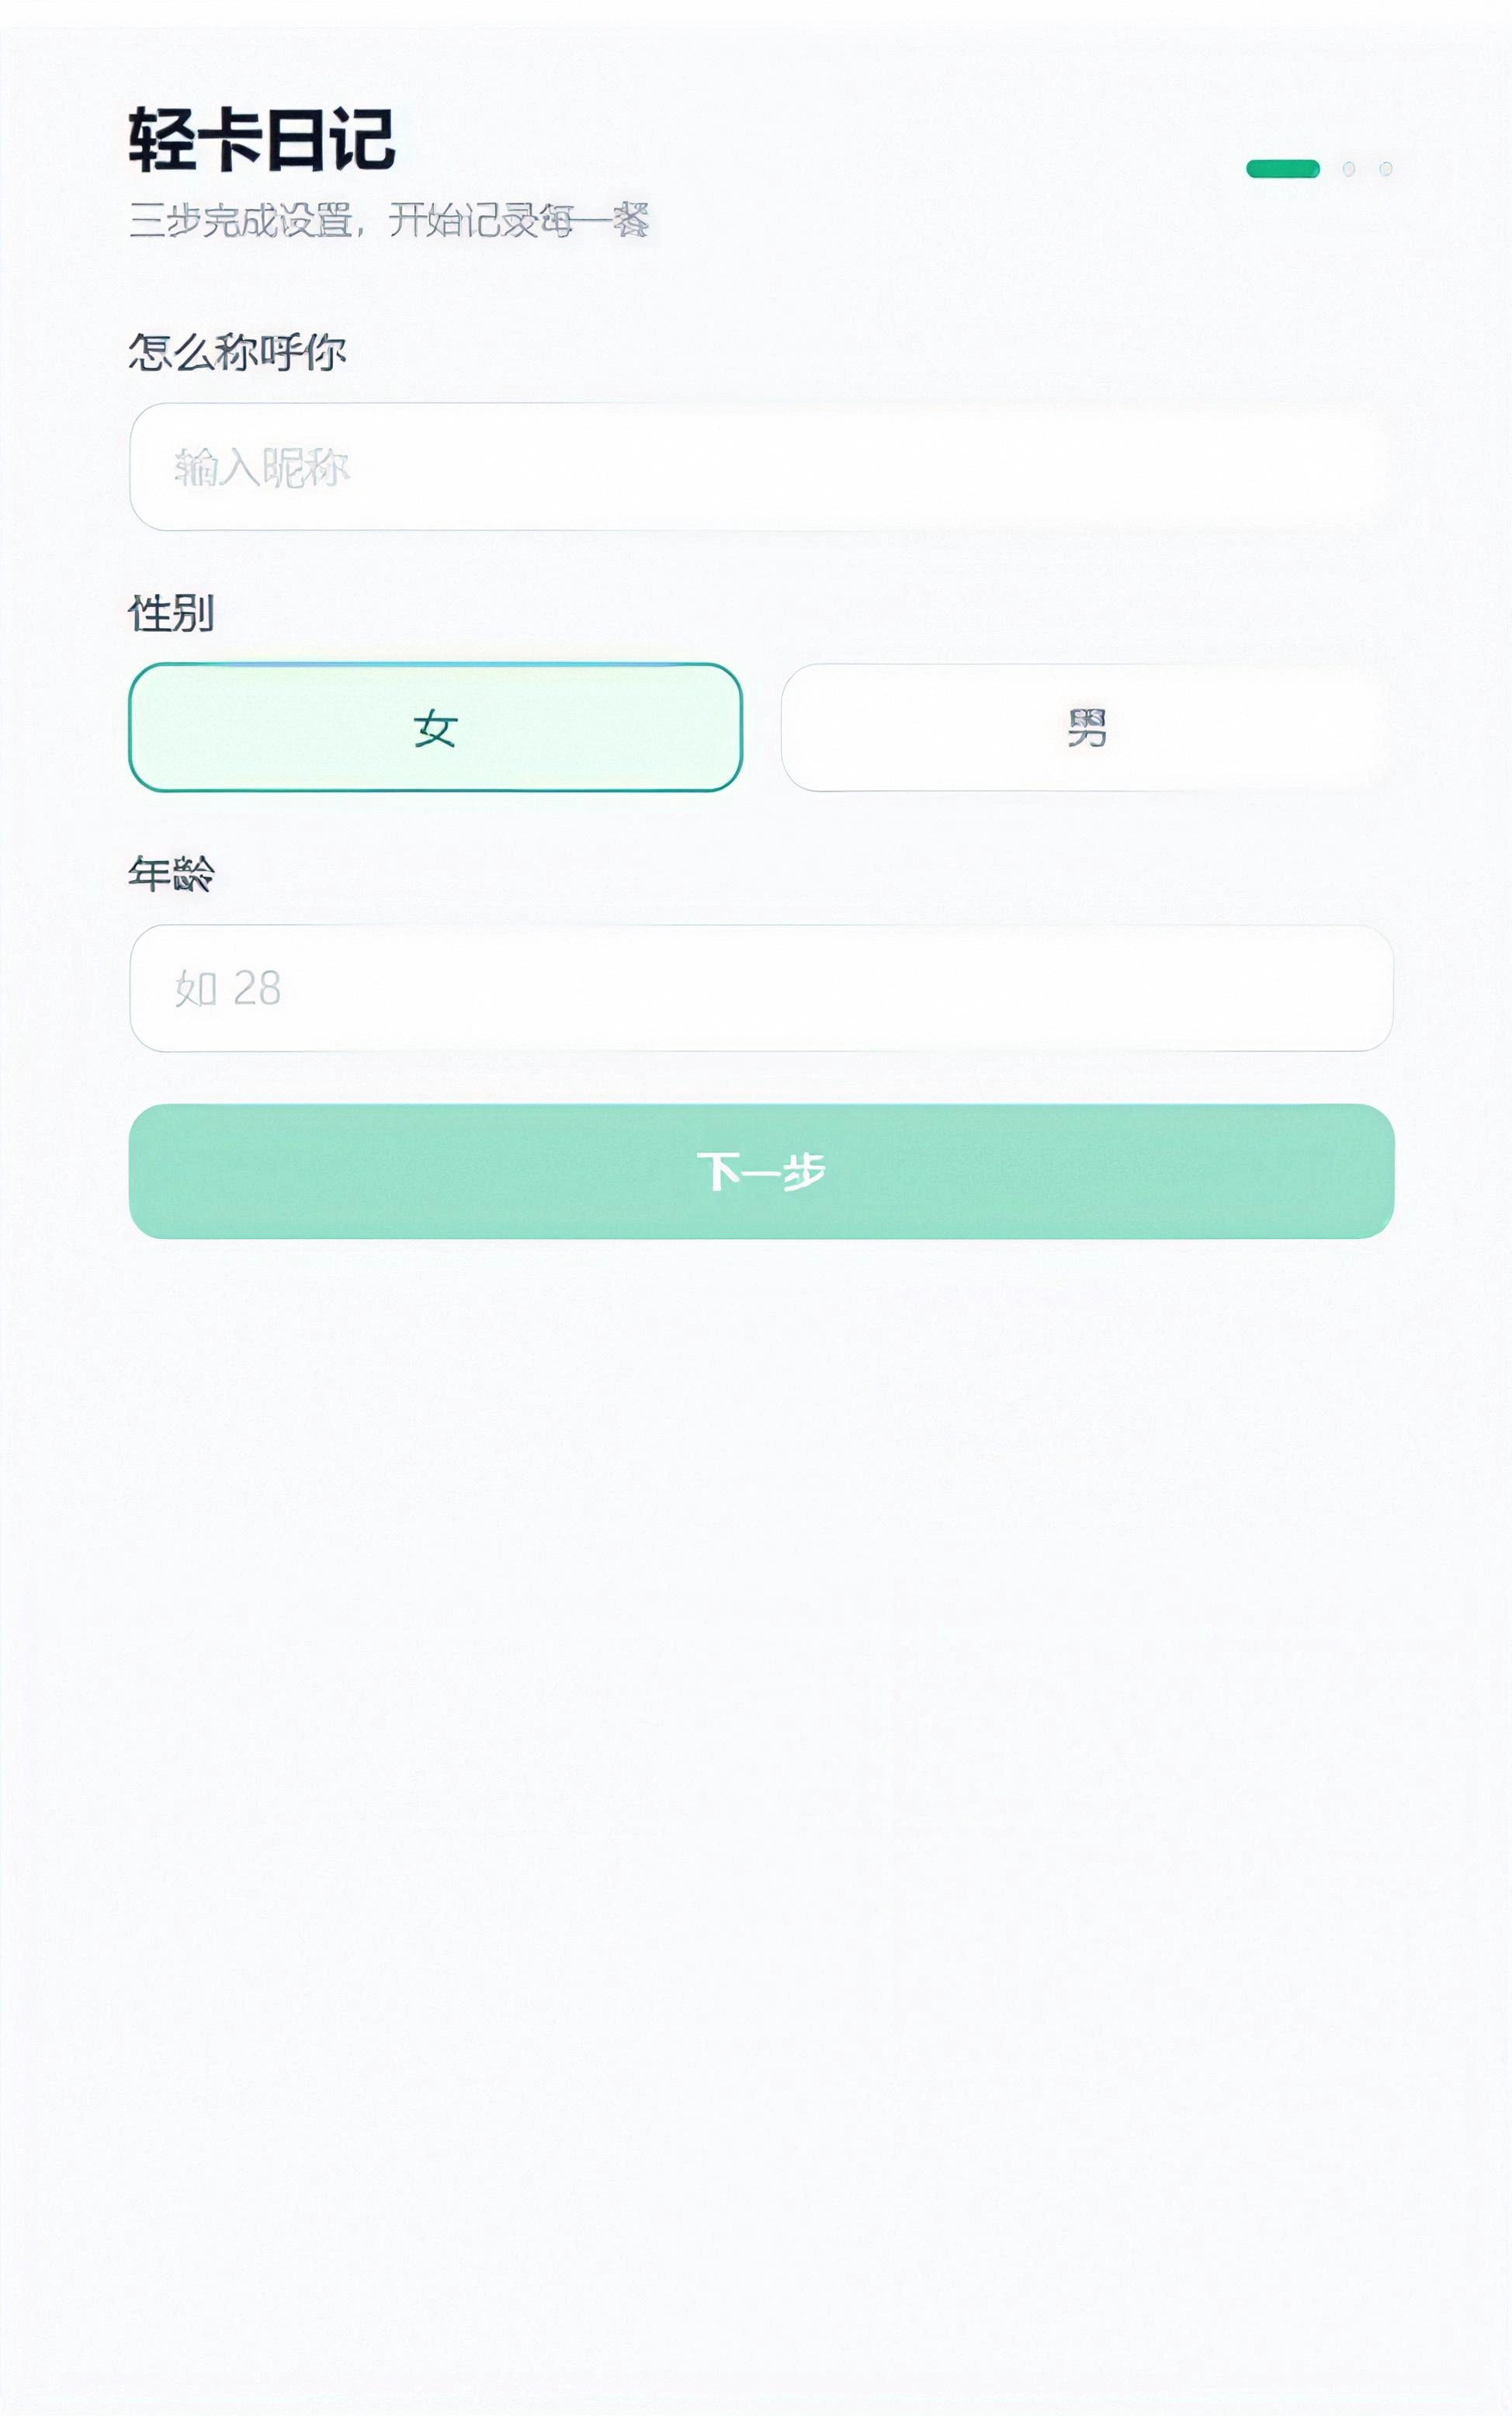 轻卡日记
三步完成设置，开始记录每一餐
怎么称呼你
输入昵称
性别
女
男
年龄
如 28
下一步